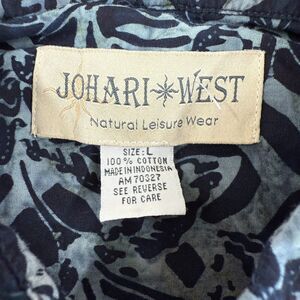 JOHARI✴WEST
Natural Leisure Wear
SIZE: L
100% COTTON
MADE IN INDONESIA
AM 70327
SEE REVERSE
FOR CARE